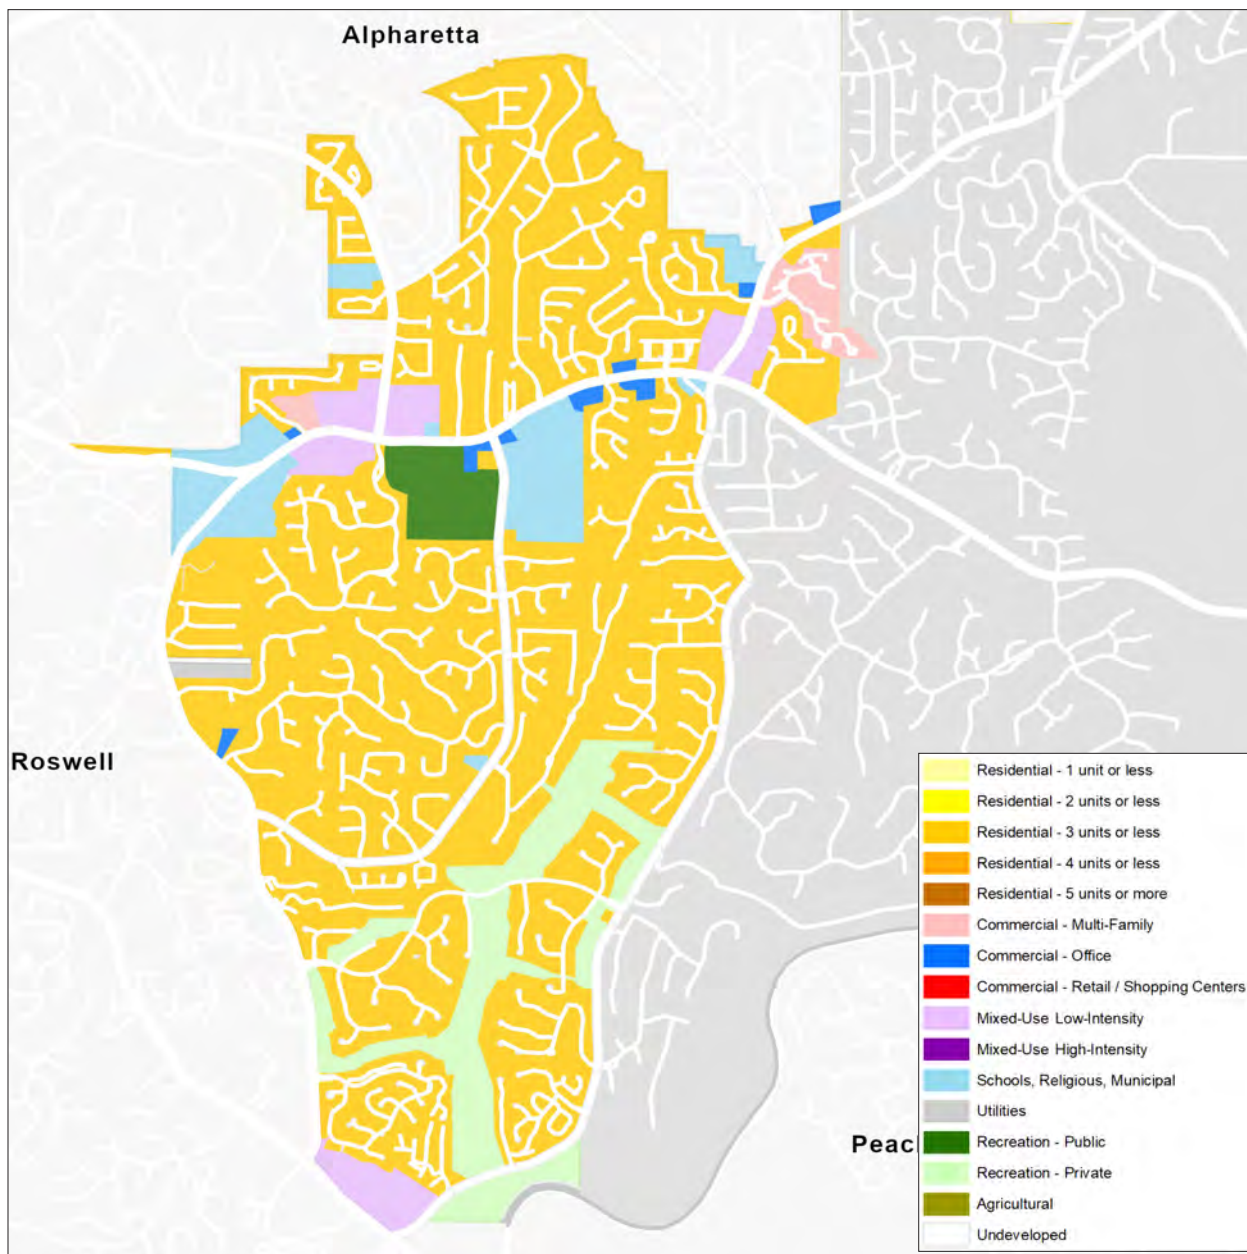 Alpharetta
Roswell
Residential - 1 unit or less
Residential - 2 units or less
Residential - 3 units or less
Residential - 4 units or less
Residential - 5 units or more
Commercial - Multi-Family
Commercial - Office
Commercial - Retail / Shopping Centers
Mixed-Use Low-Intensity
Mixed-Use High-Intensity
Schools, Religious, Municipal
Utilities
Peac
Recreation - Public
Recreation - Private
Agricultural
Undeveloped